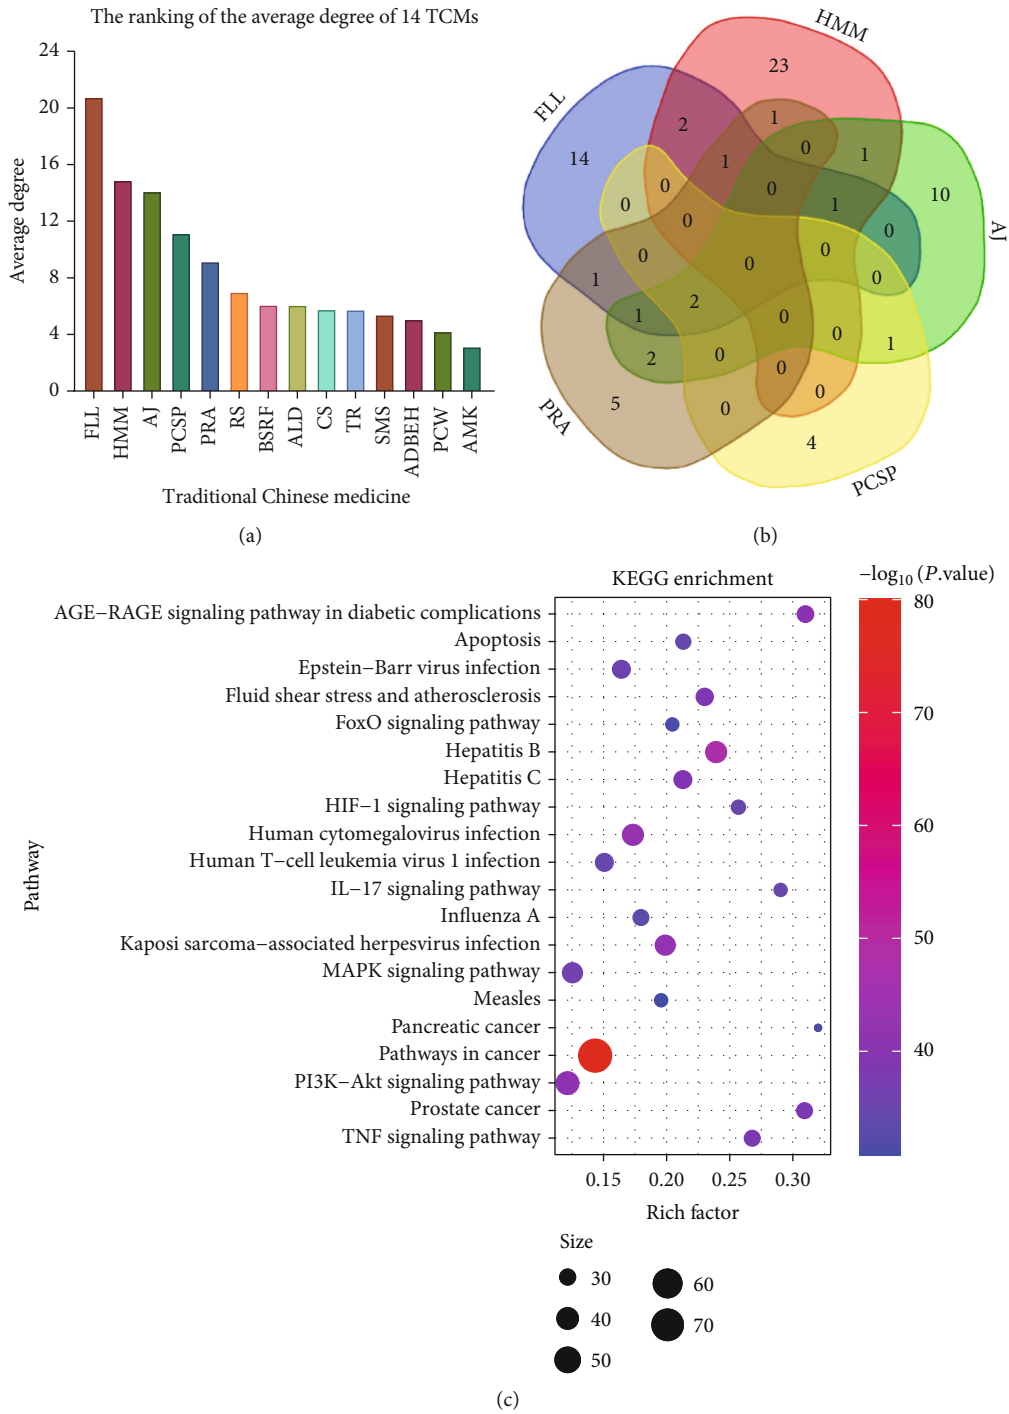 The ranking of the average degree of 14 TCMs
24
20
16
12
8
4
0
Average degree
FLL
HMM
AJ
PCSP
PRA
RS
BSRF
ALD
CS
TR
SMS
ADBEH
PCW
AMK
Traditional Chinese medicine
(a)
HMM
FLL
AJ
PRA
PCSP
23
2
1
0
1
14
1
0
0
1
10
0
0
0
0
0
0
0
1
0
2
1
0
0
1
2
0
0
5
0
0
4
(b)
KEGG enrichment
−log10 (P.value)
AGE−RAGE signaling pathway in diabetic complications
Apoptosis
Epstein−Barr virus infection
Fluid shear stress and atherosclerosis
FoxO signaling pathway
Hepatitis B
Hepatitis C
HIF−1 signaling pathway
Human cytomegalovirus infection
Human T−cell leukemia virus 1 infection
IL−17 signaling pathway
Influenza A
Kaposi sarcoma−associated herpesvirus infection
MAPK signaling pathway
Measles
Pancreatic cancer
Pathways in cancer
PI3K−Akt signaling pathway
Prostate cancer
TNF signaling pathway
Pathway
80
70
60
50
40
0.15 0.20 0.25 0.30
Rich factor
Size
30 60
40 70
50
(c)